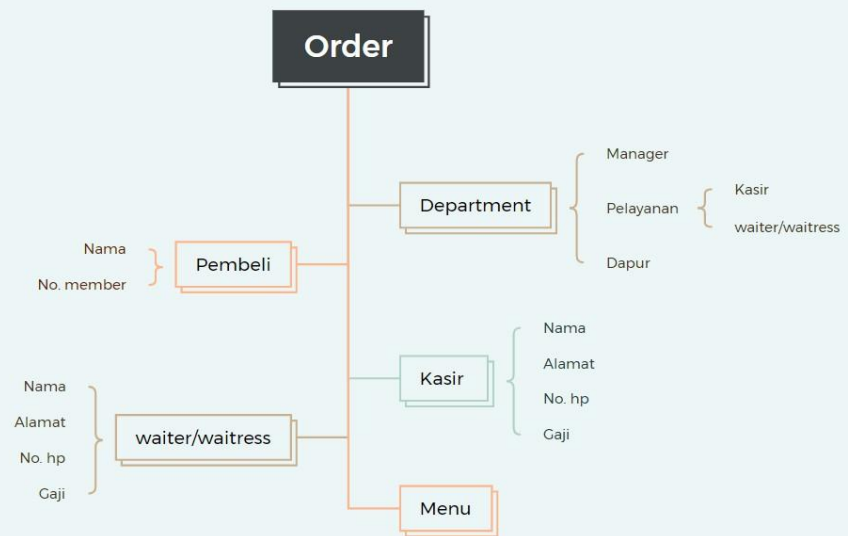 Order
Department
Manager
Pelayanan
Kasir
waiter/waitress
Dapur
Pembeli
Nama
No. member
Kasir
Nama
Alamat
No. hp
Gaji
waiter/waitress
Nama
Alamat
No. hp
Gaji
Menu